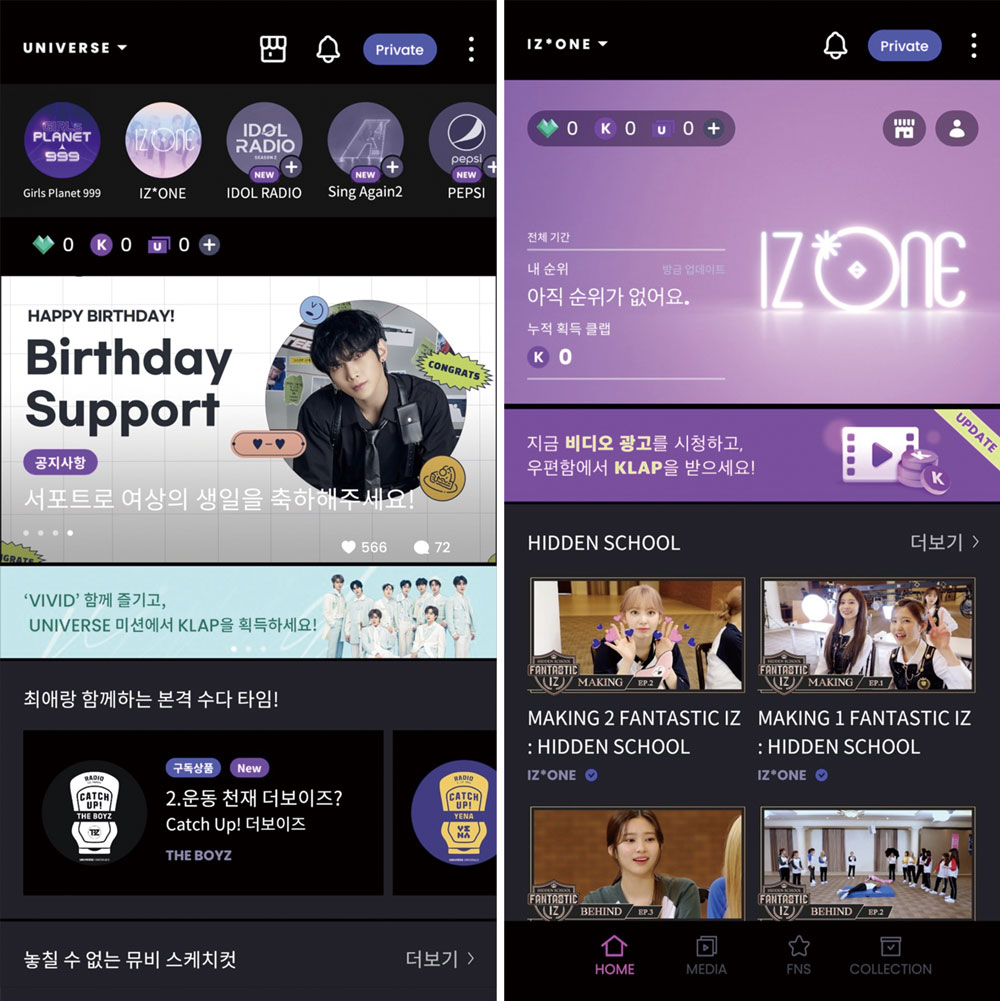 UNIVERSE
Private
GIRLS
PLANET
999
IZ*ONE
IDOL
RADIO
SEASON 2
pepsi
NEW
NEW
NEW
Girls Planet 999
IZ*ONE
IDOL RADIO
Sing Again2
PEPSI
0
K
0
U
0
HAPPY BIRTHDAY!
Birthday
Support
CONGRATS
공지사항
서포트로 여상의 생일을 축하해주세요!
566
72
‘VIVID’ 함께 즐기고,
UNIVERSE 미션에서 KLAP을 획득하세요!
최애랑 함께하는 본격 수다 타임!
RADIO
CATCH
UP!
THE BOYZ
구독상품
New
2.운동 천재 더보이즈?
Catch Up! 더보이즈
THE BOYZ
RADIO
CATCH
UP!
YENA
놓칠 수 없는 뮤비 스케치컷
더보기
IZ*ONE
Private
0
K
0
U
0
전체 기간
내 순위
방금 업데이트
아직 순위가 없어요.
누적 획득 클랩
K
0
IZ*ONE
지금 비디오 광고를 시청하고,
우편함에서 KLAP을 받으세요!
K
UPDATE
HIDDEN SCHOOL
더보기
HIDDEN SCHOOL
FANTASTIC
IZ
MAKING
EP.2
HIDDEN SCHOOL
FANTASTIC
IZ
MAKING
EP.1
MAKING 2 FANTASTIC IZ
: HIDDEN SCHOOL
IZ*ONE
MAKING 1 FANTASTIC IZ
: HIDDEN SCHOOL
IZ*ONE
HIDDEN SCHOOL
FANTASTIC
IZ
BEHIND
EP.3
HIDDEN SCHOOL
FANTASTIC
IZ
BEHIND
EP.2
HOME
MEDIA
FNS
COLLECTION